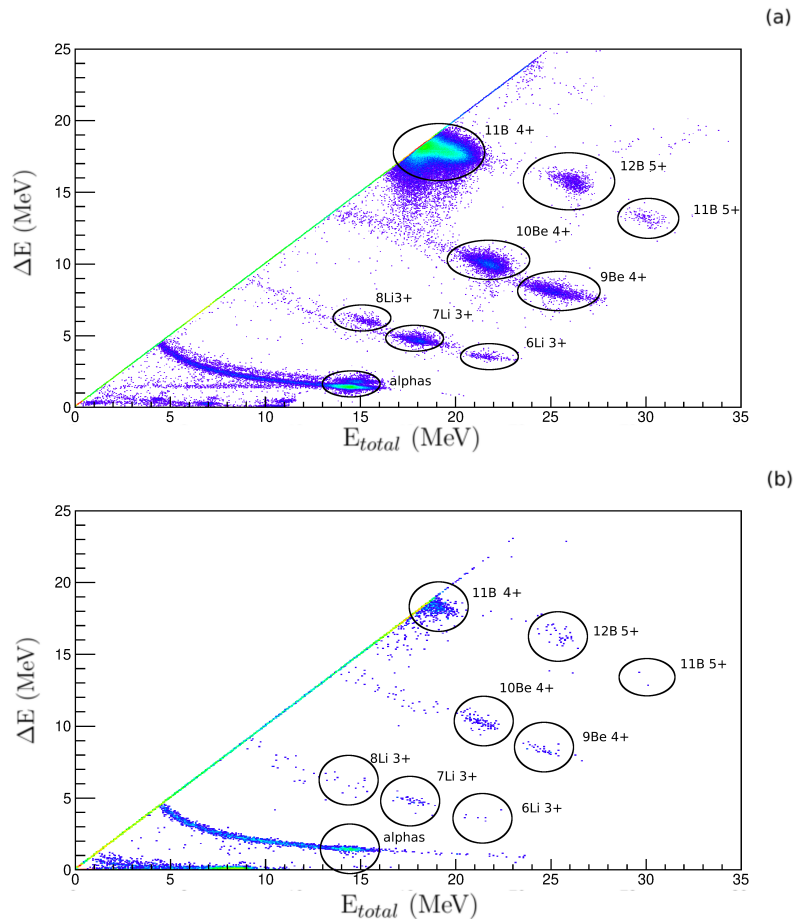 (a)
25
20
15
10
5
0
ΔE (MeV)
11B 4+
12B 5+
11B 5+
10Be 4+
9Be 4+
8Li3+
7Li 3+
6Li 3+
alphas
0 5 10 15 20 25 30 35
E_total (MeV)
(b)
25
20
15
10
5
0
ΔE (MeV)
11B 4+
12B 5+
11B 5+
10Be 4+
9Be 4+
8Li 3+
7Li 3+
6Li 3+
alphas
0 5 10 15 20 25 30 35
E_total (MeV)